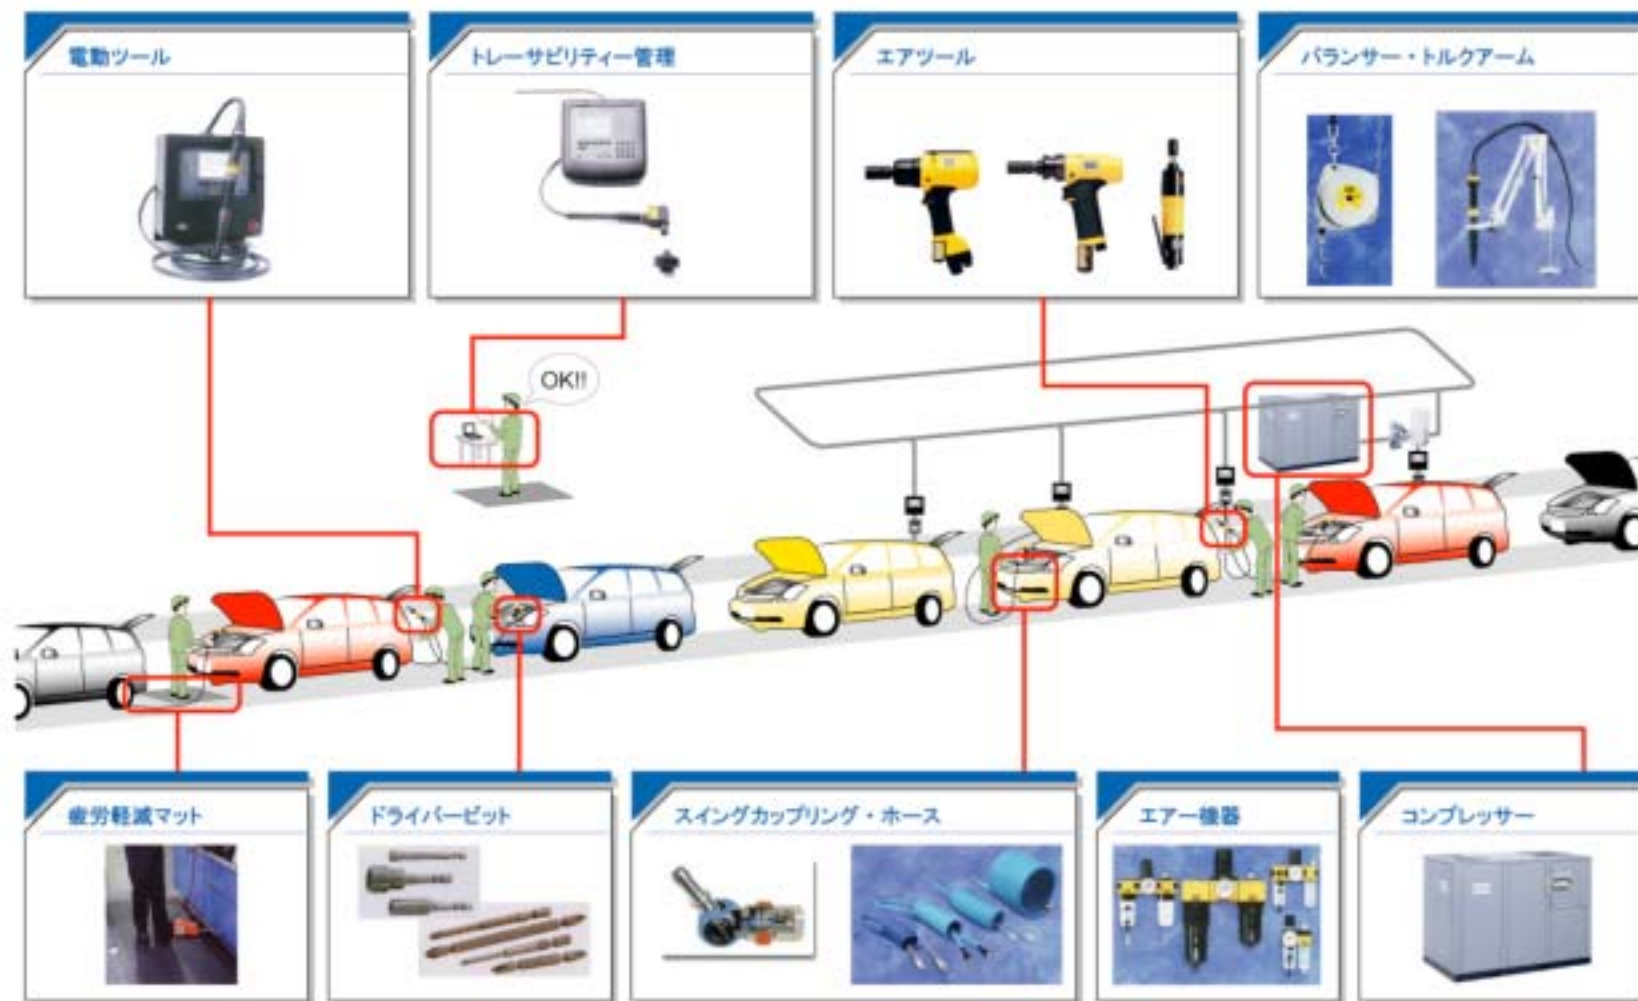 電動ツール
トレーサビリティー管理
エアツール
バランサー・トルクアーム
OK!!
疲労軽減マット
ドライバービット
スイングカップリング・ホース
エアー機器
コンプレッサー